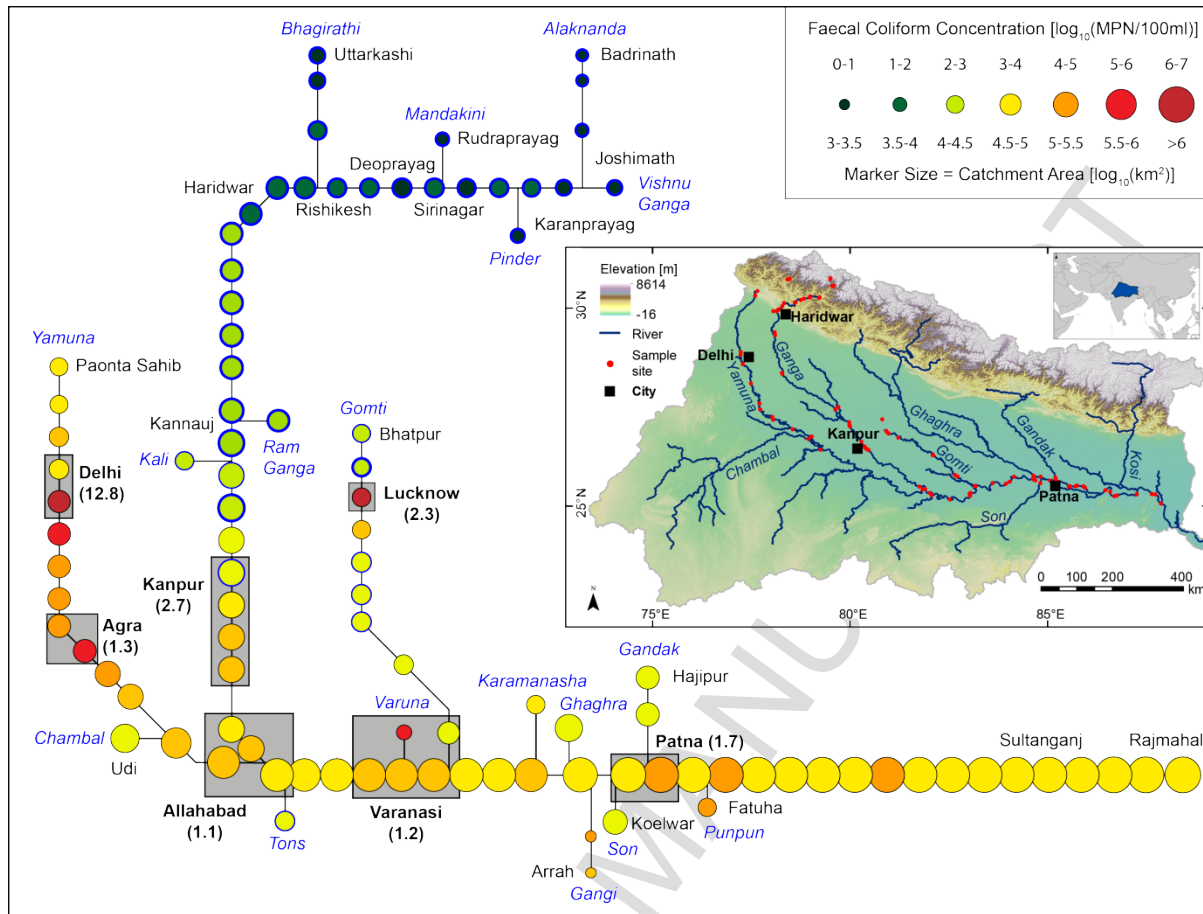 Faecal Coliform Concentration [log10(MPN/100ml)]
0-1 1-2 2-3 3-4 4-5 5-6 6-7
3-3.5 3.5-4 4-4.5 4.5-5 5-5.5 5.5-6 >6
Marker Size = Catchment Area [log10(km²)]
Bhagirathi
Uttarkashi
Alaknanda
Badrinath
Mandakini
Rudraprayag
Deoprayag
Joshimath
Haridwar
Rishikesh
Sirinagar
Vishnu
Ganga
Karanprayag
Pinder
Yamuna
Paonta Sahib
Kannauj
Kali
Ram
Ganga
Gomti
Bhatpur
Delhi
(12.8)
Lucknow
(2.3)
Kanpur
(2.7)
Agra
(1.3)
Chambal
Udi
Allahabad
(1.1)
Tons
Varuna
Varanasi
(1.2)
Karamanasha
Ghaghra
Gandak
Hajipur
Patna (1.7)
Koelwar
Son
Fatuha
Punpun
Arrah
Gangi
Sultanganj
Rajmahal
Elevation [m]
8614
-16
River
Sample
site
City
30°N
25°N
75°E
80°E
85°E
Haridwar
Delhi
Yamuna
Ganga
Kanpur
Chambal
Ghaghra
Gomti
Gandak
Kosi
Patna
Son
N
0 100 200 400
km
MANU
T